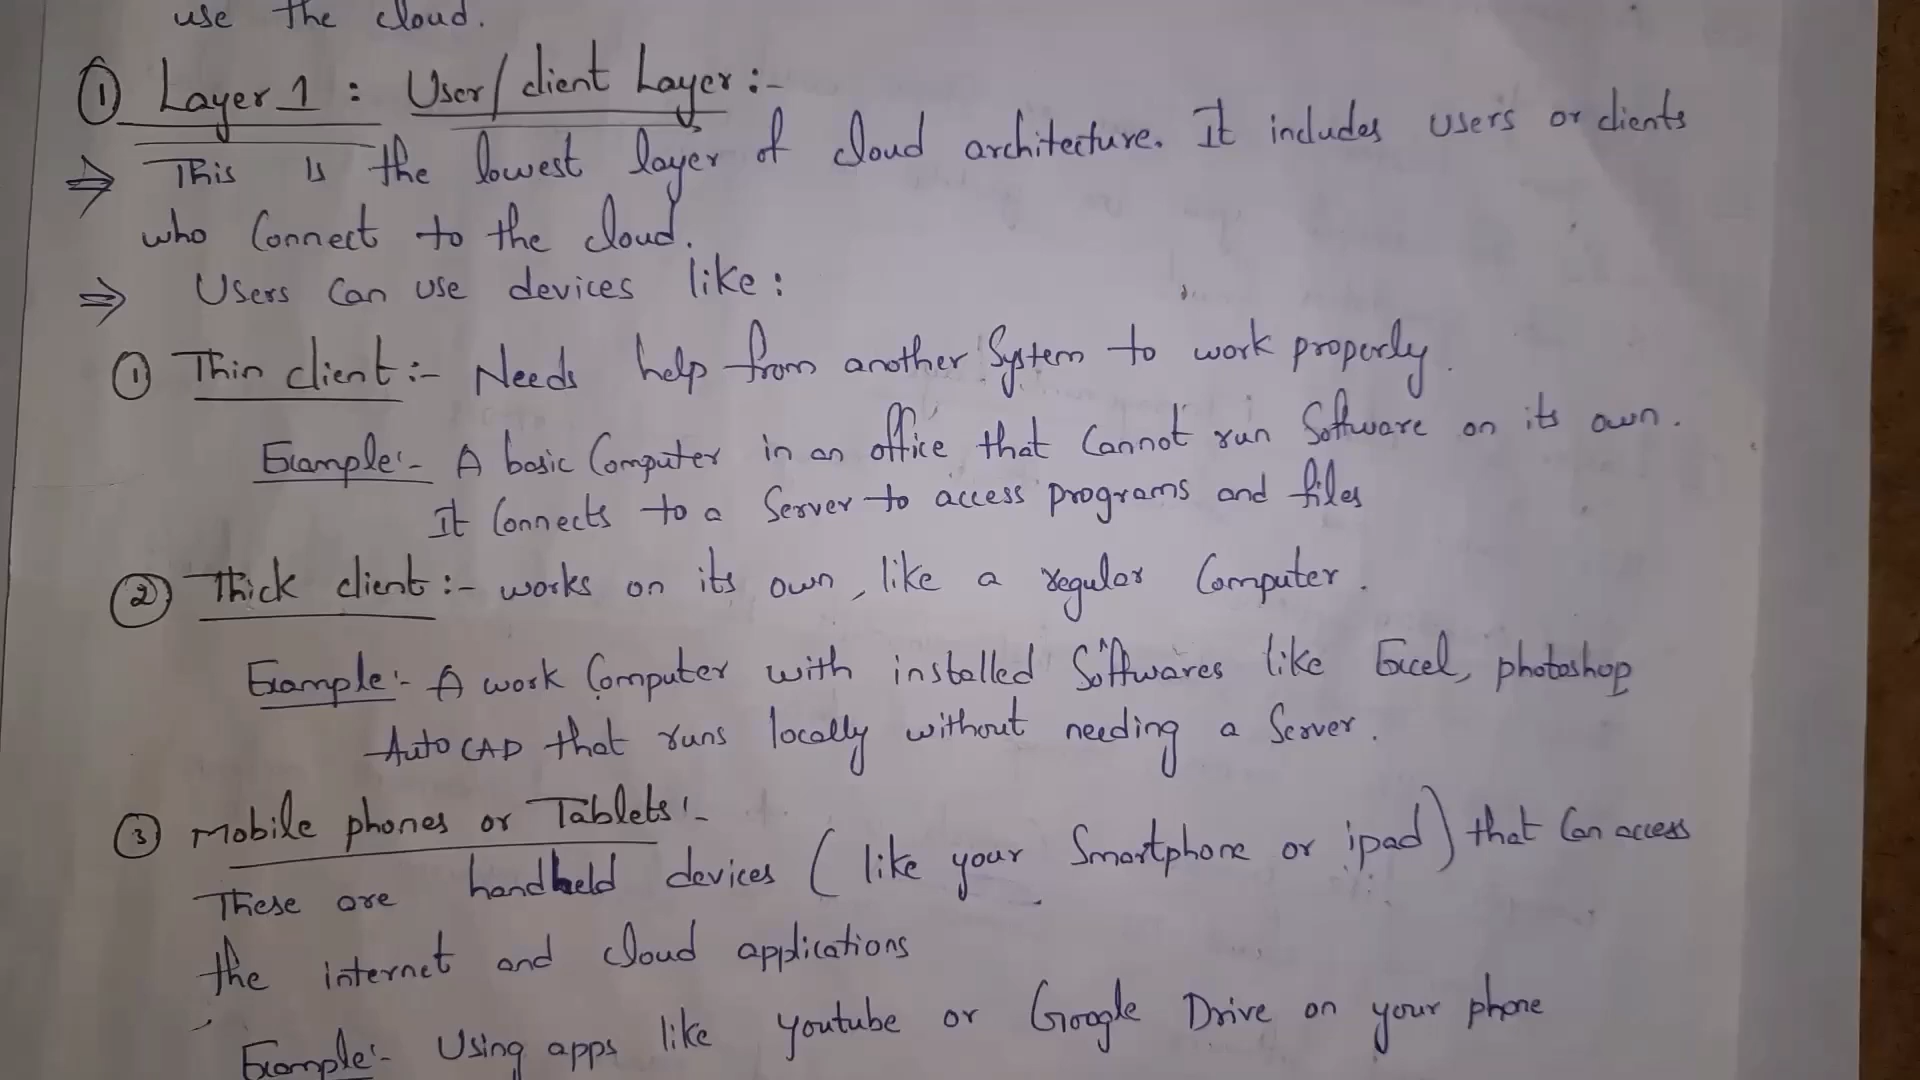 use the cloud.
① Layer 1 : User/client Layer :-
⇒ This is the lowest layer of cloud architecture. It includes users or clients
who Connect to the cloud.
⇒ Users Can use devices like :
① Thin client :- Needs help from another System to work properly.
Example :- A basic Computer in an office that Cannot run Software on its own.
It Connects to a Server to access programs and files
② Thick client :- works on its own, like a regular Computer.
Example :- A work Computer with installed Softwares like Excel, photoshop
AutoCAD that runs locally without needing a Server.
③ Mobile phones or Tablets :-
These are handheld devices ( like your Smartphone or ipad ) that Can access
the internet and cloud applications
Example :- Using apps like youtube or Google Drive on your phone